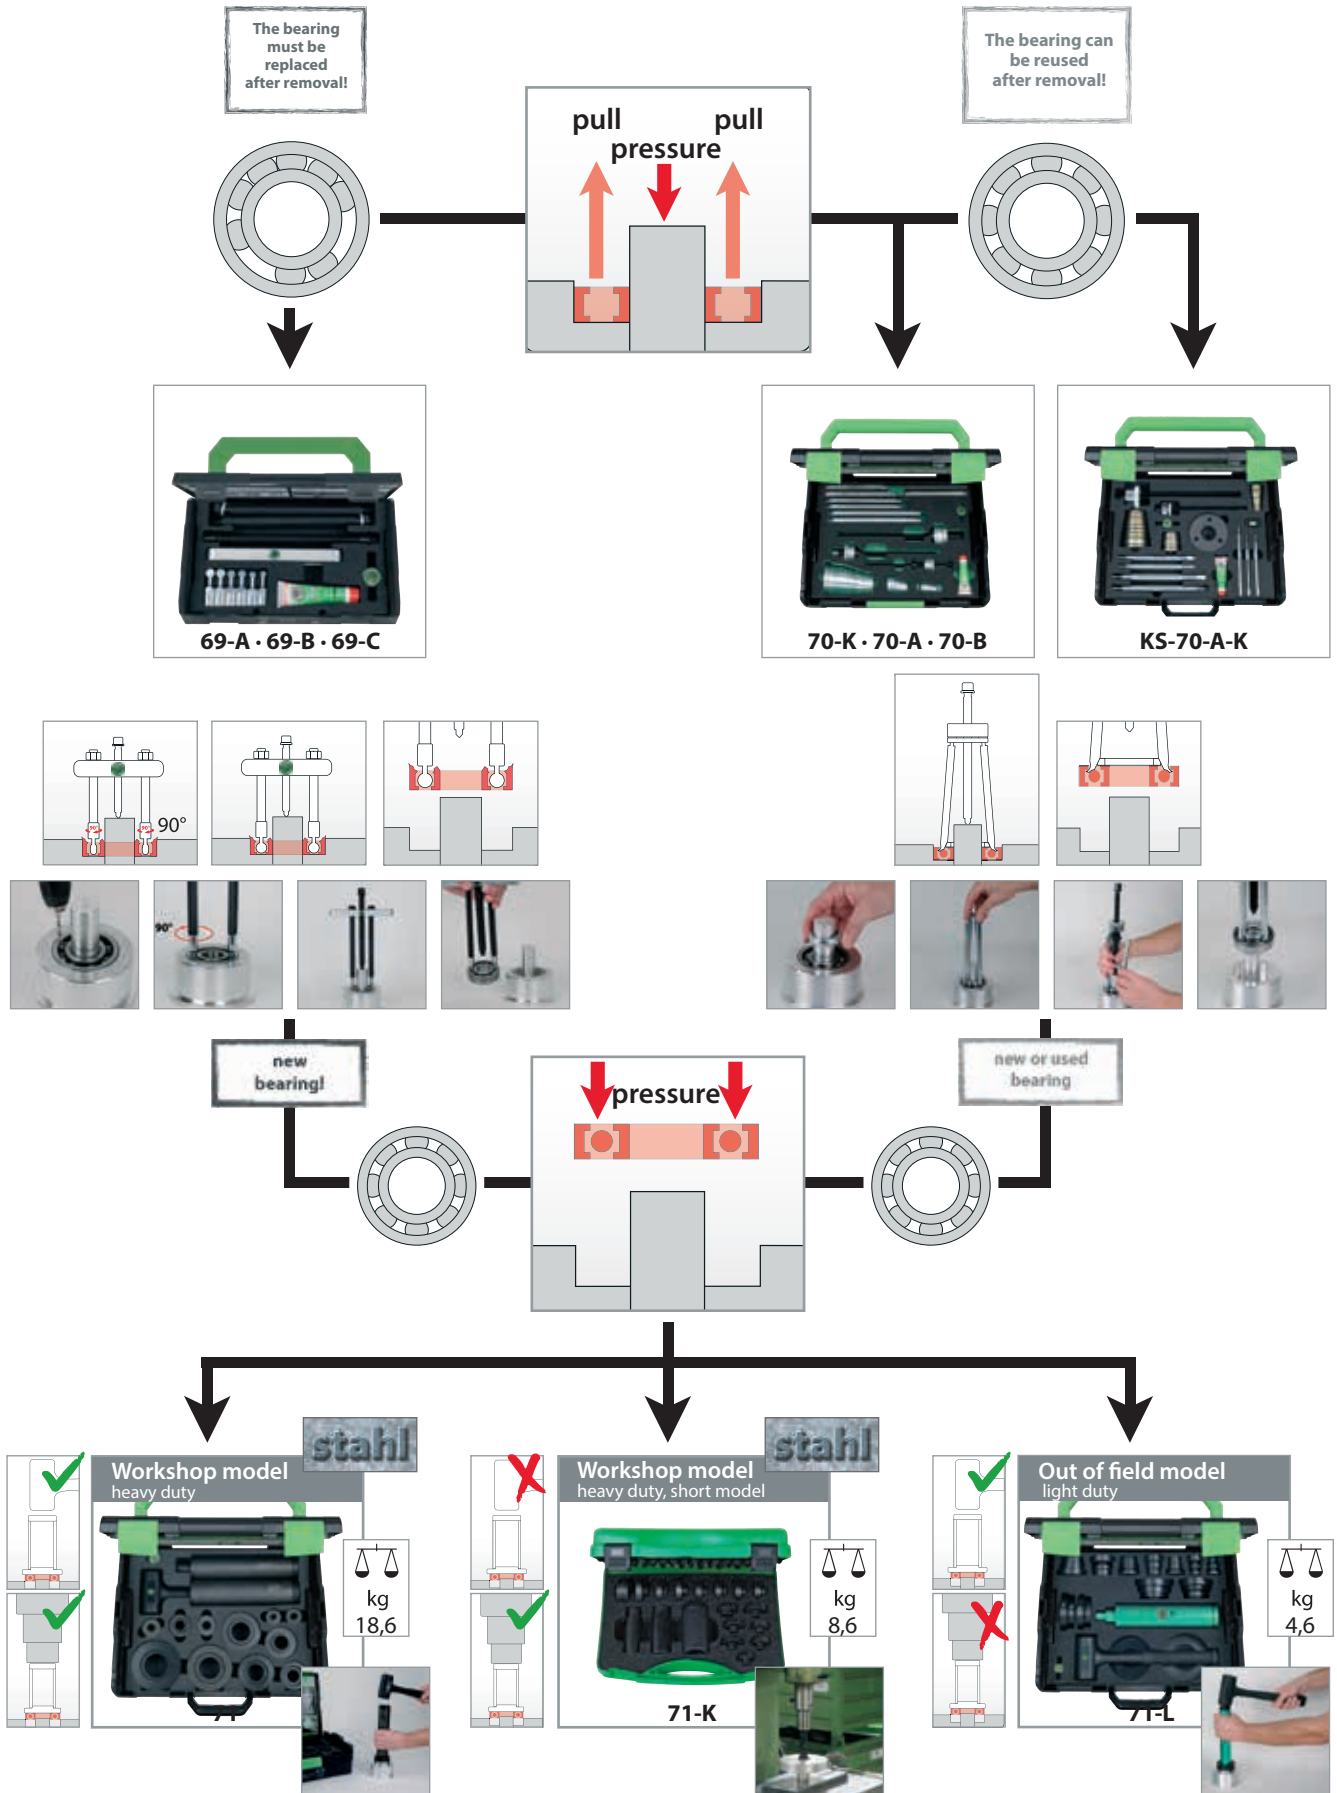 The bearing
must be
replaced
after removal!
The bearing can
be reused
after removal!
pull pull
pressure
69-A · 69-B · 69-C
70-K · 70-A · 70-B
KS-70-A-K
90° 90° 90°
90°
new
bearing!
pressure
new or used
bearing
stahl
Workshop model
heavy duty
kg
18,6
71
stahl
Workshop model
heavy duty, short model
kg
8,6
71-K
Out of field model
light duty
kg
4,6
71-L